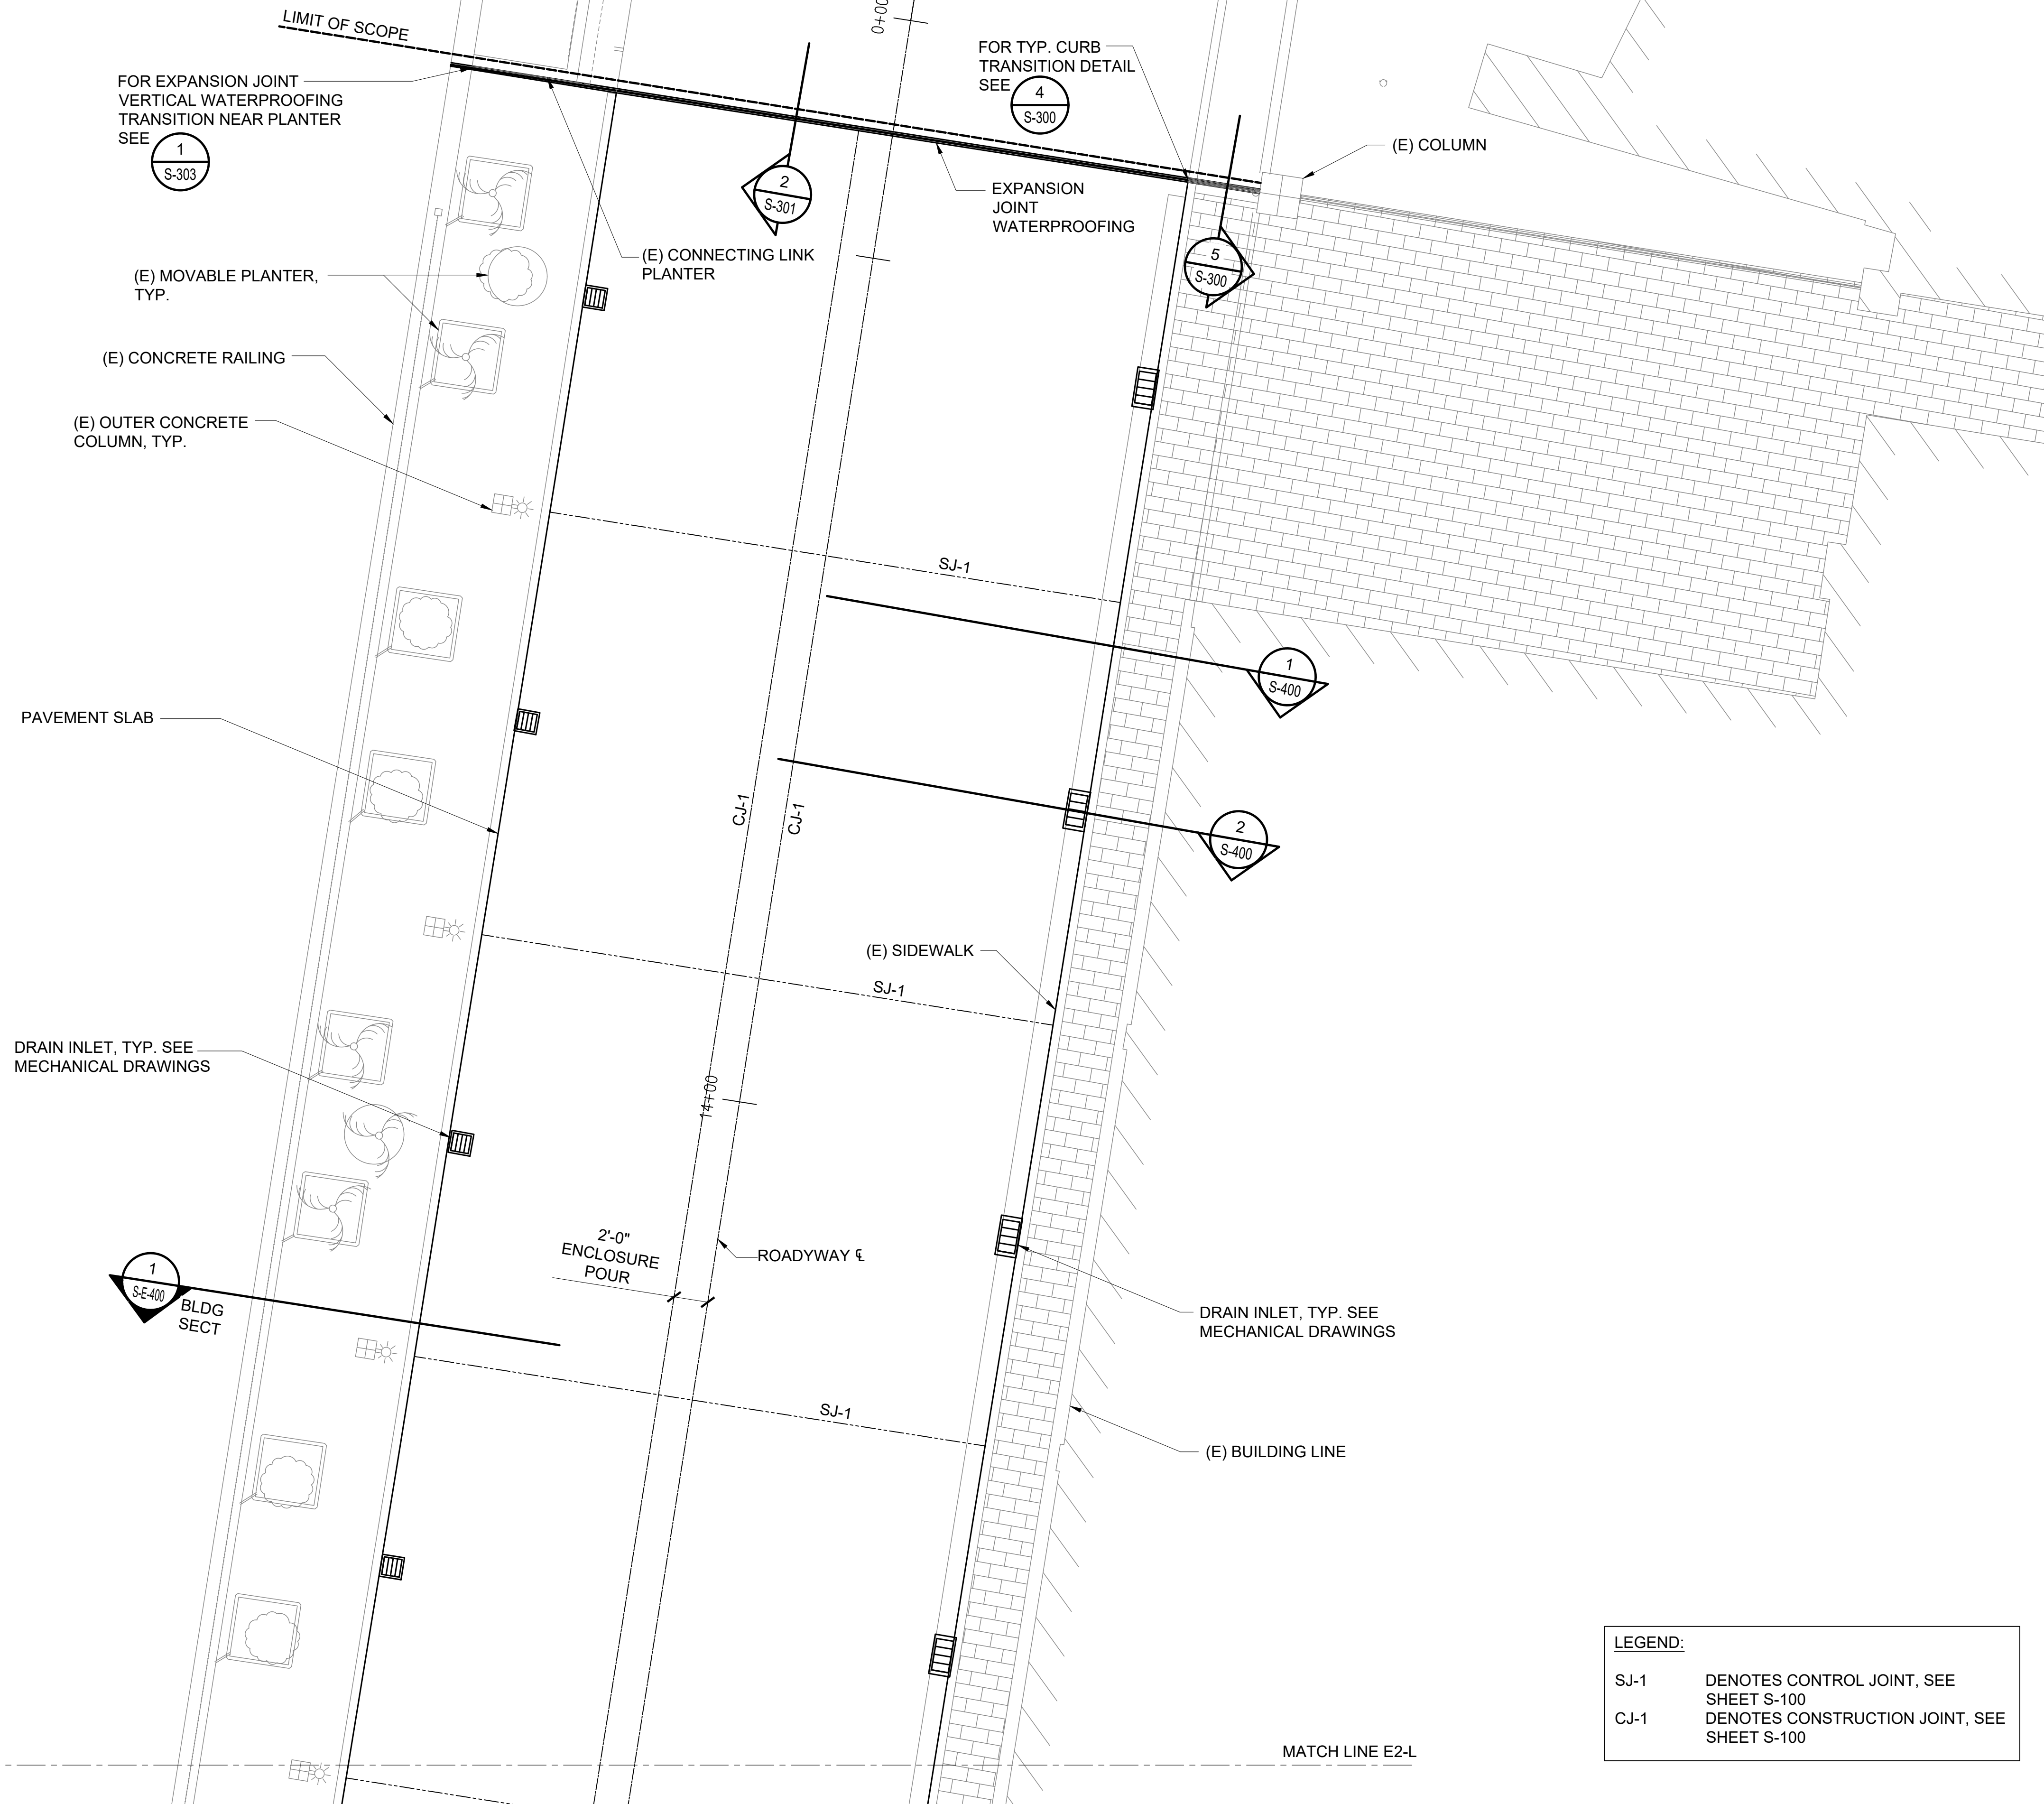 LIMIT OF SCOPE
0+00
FOR EXPANSION JOINT
VERTICAL WATERPROOFING
TRANSITION NEAR PLANTER
SEE
1
S-303
FOR TYP. CURB
TRANSITION DETAIL
SEE
4
S-300
(E) COLUMN
2
S-301
EXPANSION
JOINT
WATERPROOFING
(E) CONNECTING LINK
PLANTER
5
S-300
(E) MOVABLE PLANTER,
TYP.
(E) CONCRETE RAILING
(E) OUTER CONCRETE
COLUMN, TYP.
SJ-1
1
S-400
PAVEMENT SLAB
CJ-1
CJ-1
2
S-400
(E) SIDEWALK
SJ-1
DRAIN INLET, TYP. SEE
MECHANICAL DRAWINGS
14+00
2'-0"
ENCLOSURE
POUR
ROADYWAY ℄
1
S-E-400
BLDG
SECT
DRAIN INLET, TYP. SEE
MECHANICAL DRAWINGS
SJ-1
(E) BUILDING LINE
LEGEND:
SJ-1 DENOTES CONTROL JOINT, SEE
SHEET S-100
CJ-1 DENOTES CONSTRUCTION JOINT, SEE
SHEET S-100
MATCH LINE E2-L